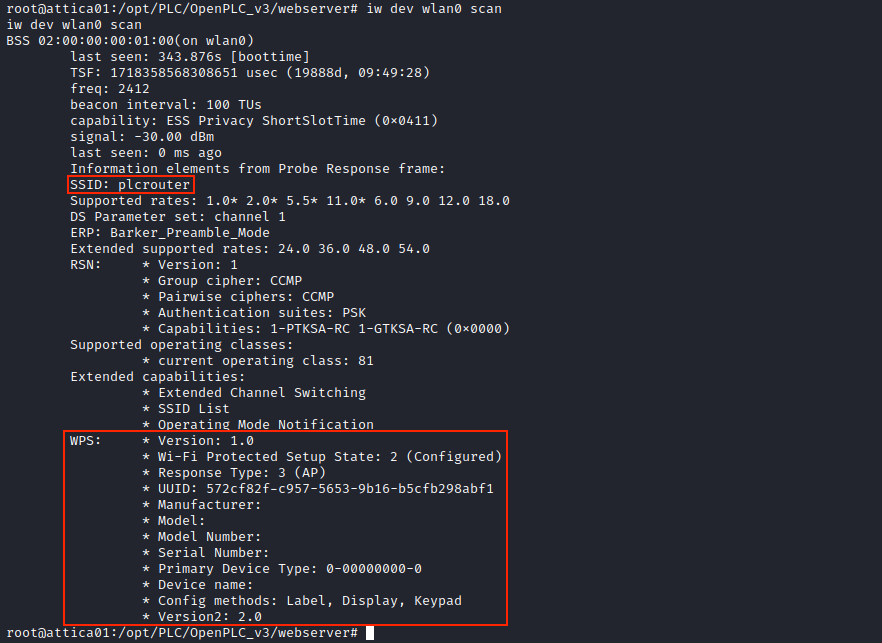 root@attica01:/opt/PLC/OpenPLC_v3/webserver# iw dev wlan0 scan
iw dev wlan0 scan
BSS 02:00:00:00:01:00(on wlan0)
last seen: 343.876s [boottime]
TSF: 1718358568308651 usec (19888d, 09:49:28)
freq: 2412
beacon interval: 100 TUs
capability: ESS Privacy ShortSlotTime (0x0411)
signal: -30.00 dBm
last seen: 0 ms ago
Information elements from Probe Response frame:
SSID: plcrouter
Supported rates: 1.0* 2.0* 5.5* 11.0* 6.0 9.0 12.0 18.0
DS Parameter set: channel 1
ERP: Barker_Preamble_Mode
Extended supported rates: 24.0 36.0 48.0 54.0
RSN: * Version: 1
* Group cipher: CCMP
* Pairwise ciphers: CCMP
* Authentication suites: PSK
* Capabilities: 1-PTKSA-RC 1-GTKSA-RC (0x0000)
Supported operating classes:
* current operating class: 81
Extended capabilities:
* Extended Channel Switching
* SSID List
* Operating Mode Notification
WPS: * Version: 1.0
* Wi-Fi Protected Setup State: 2 (Configured)
* Response Type: 3 (AP)
* UUID: 572cf82f-c957-5653-9b16-b5cfb298abf1
* Manufacturer:
* Model:
* Model Number:
* Serial Number:
* Primary Device Type: 0-00000000-0
* Device name:
* Config methods: Label, Display, Keypad
* Version2: 2.0
root@attica01:/opt/PLC/OpenPLC_v3/webserver#